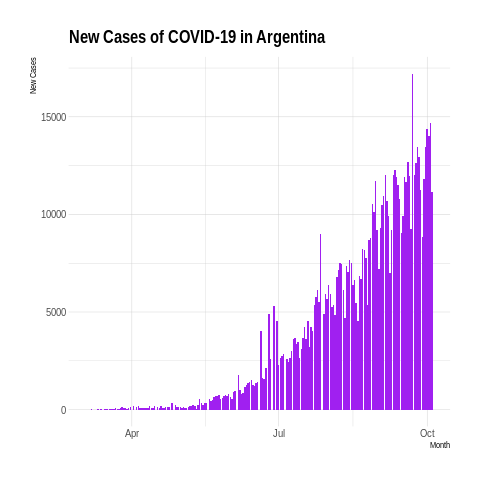 New Cases of COVID-19 in Argentina
New Cases
15000
10000
5000
0
Apr
Jul
Oct
Month